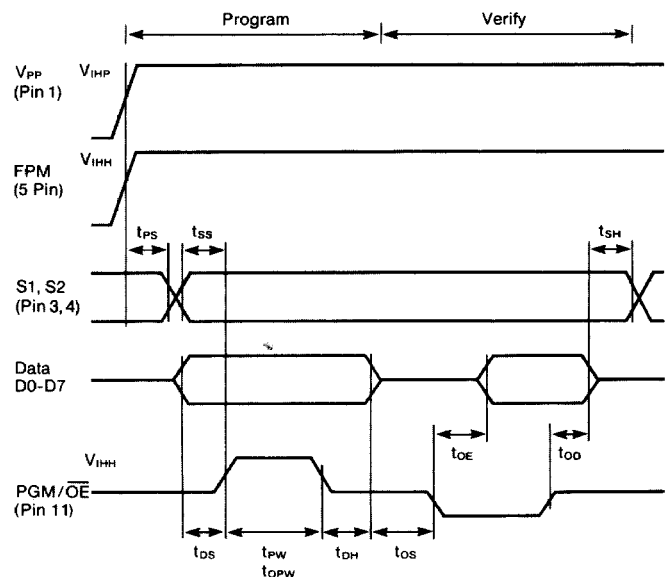 Program Verify
VPP VIHP
(Pin 1)
FPM VIHH
(5 Pin)
tPS tSS tSH
S1, S2
(Pin 3, 4)
Data
D0-D7
tOE tOD
VIHH
PGM/OE
(Pin 11)
tDS tPW tDH tOS
tOPW